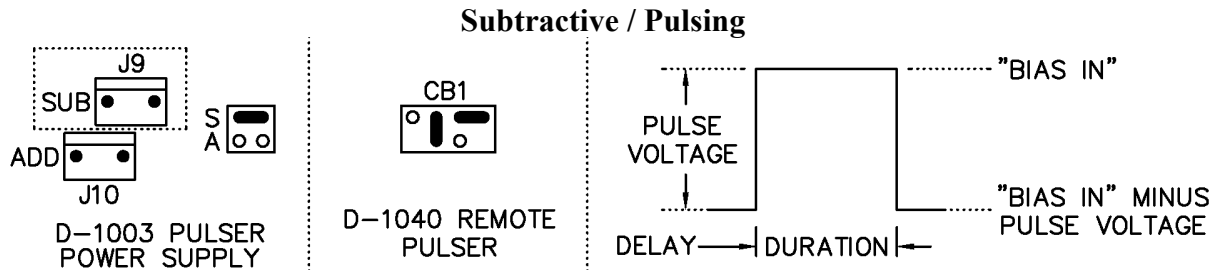 Subtractive / Pulsing
J9
SUB
S
A
ADD
J10
D-1003 PULSER
POWER SUPPLY
CB1
D-1040 REMOTE
PULSER
PULSE
VOLTAGE
"BIAS IN"
"BIAS IN" MINUS
PULSE VOLTAGE
DELAY
DURATION